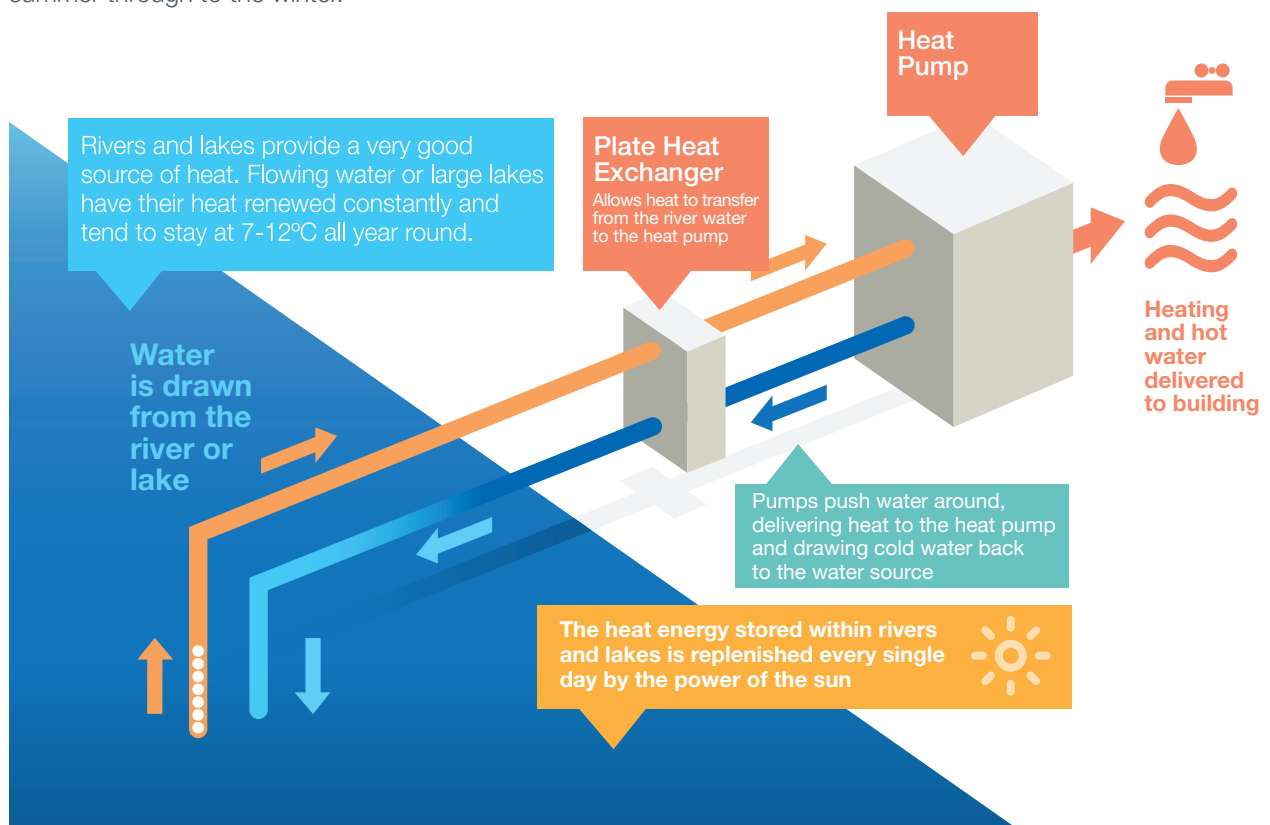 summer through to the winter.
Heat
Pump
Rivers and lakes provide a very good
source of heat. Flowing water or large lakes
have their heat renewed constantly and
tend to stay at 7-12ºC all year round.
Plate Heat
Exchanger
Allows heat to transfer
from the river water
to the heat pump
Water
is drawn
from the
river or
lake
Heating
and hot
water
delivered
to building
Pumps push water around,
delivering heat to the heat pump
and drawing cold water back
to the water source
The heat energy stored within rivers
and lakes is replenished every single
day by the power of the sun